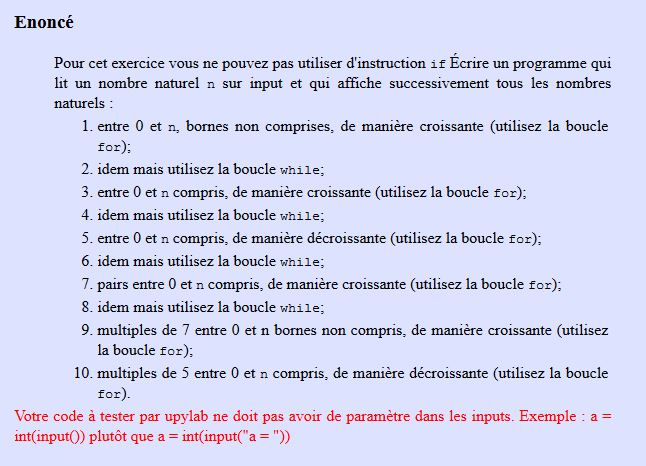 Enoncé
Pour cet exercice vous ne pouvez pas utiliser d'instruction if Écrire un programme qui
lit un nombre naturel n sur input et qui affiche successivement tous les nombres
naturels :
1. entre 0 et n, bornes non comprises, de manière croissante (utilisez la boucle
for);
2. idem mais utilisez la boucle while;
3. entre 0 et n compris, de manière croissante (utilisez la boucle for);
4. idem mais utilisez la boucle while;
5. entre 0 et n compris, de manière décroissante (utilisez la boucle for);
6. idem mais utilisez la boucle while;
7. pairs entre 0 et n compris, de manière croissante (utilisez la boucle for);
8. idem mais utilisez la boucle while;
9. multiples de 7 entre 0 et n bornes non compris, de manière croissante (utilisez
la boucle for);
10. multiples de 5 entre 0 et n compris, de manière décroissante (utilisez la boucle
for).
Votre code à tester par upylab ne doit pas avoir de paramètre dans les inputs. Exemple : a =
int(input()) plutôt que a = int(input("a = "))